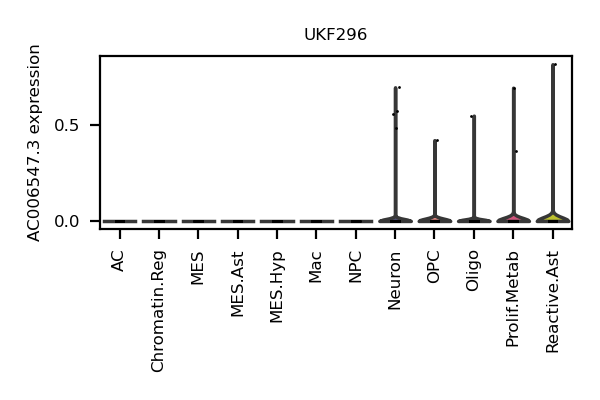 UKF296
AC006547.3 expression
0.5
0.0
AC
Chromatin.Reg
MES
MES.Ast
MES.Hyp
Mac
NPC
Neuron
OPC
Oligo
Prolif.Metab
Reactive.Ast